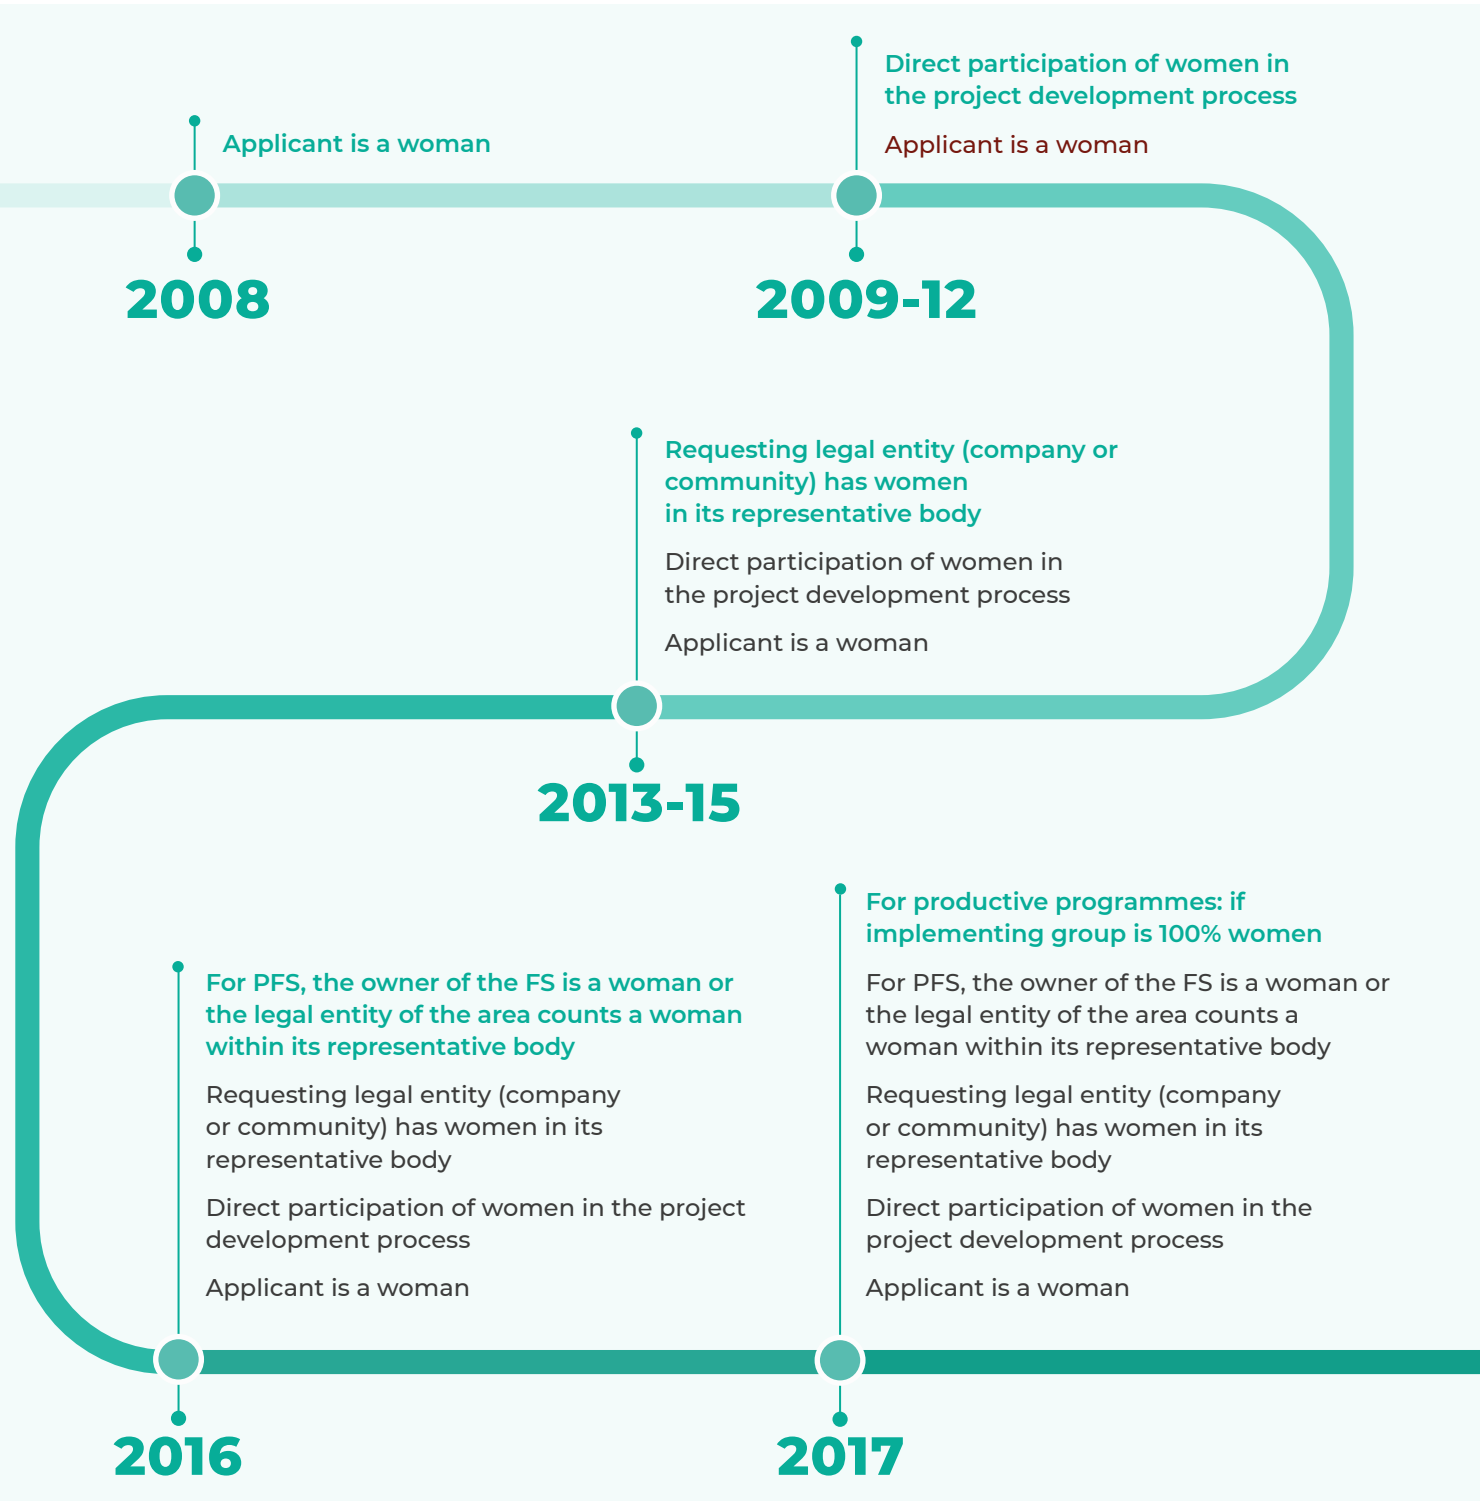 Applicant is a woman
2008
Direct participation of women in
the project development process
Applicant is a woman
2009-12
Requesting legal entity (company or
community) has women
in its representative body
Direct participation of women in
the project development process
Applicant is a woman
2013-15
For PFS, the owner of the FS is a woman or
the legal entity of the area counts a woman
within its representative body
Requesting legal entity (company
or community) has women in its
representative body
Direct participation of women in the project
development process
Applicant is a woman
2016
For productive programmes: if
implementing group is 100% women
For PFS, the owner of the FS is a woman or
the legal entity of the area counts a
woman within its representative body
Requesting legal entity (company
or community) has women in its
representative body
Direct participation of women in the
project development process
Applicant is a woman
2017